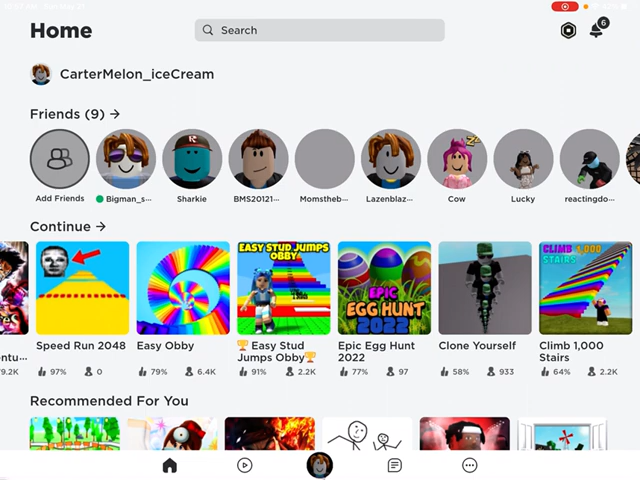 Home
Search
6
CarterMelon_iceCream
Friends (9) →
Add Friends
Bigman_s...
Sharkie
BMS20121...
Momstheb...
Lazenblaz...
Cow
Lucky
reactingdo...
Continue →
EASY STUD JUMPS OBBY
EPIC EGG HUNT 2022
CLIMB 1,000 STAIRS
Speed Run 2048
Easy Obby
🏆Easy Stud Jumps Obby🏆
Epic Egg Hunt 2022
Clone Yourself
Climb 1,000 Stairs
ntu...
79.2K
97% 0
79% 6.4K
91% 2.2K
77% 97
58% 933
64% 2.2K
Recommended For You